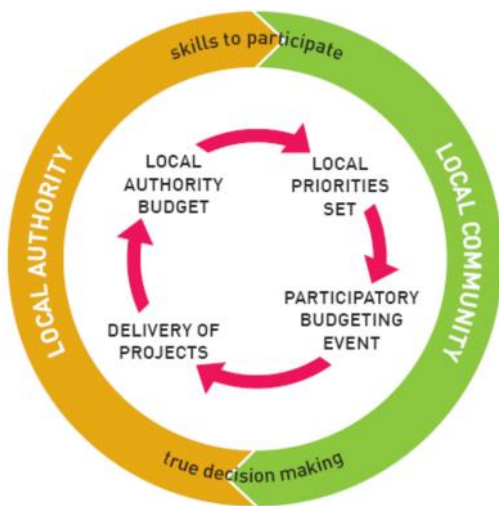 skills to participate
LOCAL AUTHORITY
LOCAL COMMUNITY
LOCAL
AUTHORITY
BUDGET
LOCAL
PRIORITIES
SET
PARTICIPATORY
BUDGETING
EVENT
DELIVERY OF
PROJECTS
true decision making